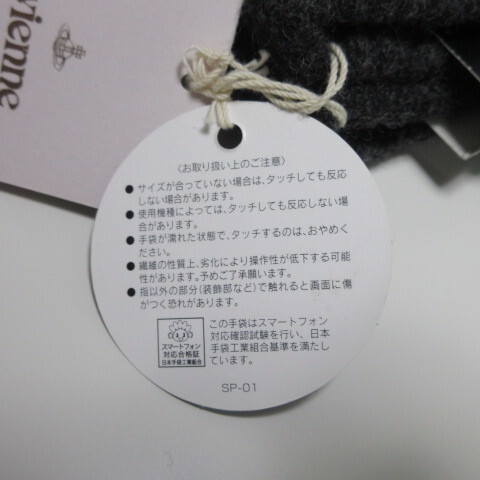 vienne
〈お取り扱い上のご注意〉
●サイズが合っていない場合は、タッチしても反応
しない場合があります。
●使用機種によっては、タッチしても反応しない場
合があります。
●手袋が濡れた状態で、タッチするのは、おやめく
ださい。
●繊維の性質上、劣化により操作性が低下する可能
性があります。予めご了承願います。
●指以外の部分（装飾部など）で触れると画面に傷
がつく恐れがあります。
スマートフォン
対応合格証
日本手袋工業組合
この手袋はスマートフォン
対応確認試験を行い、日本
手袋工業組合基準を満たし
ています。
SP-01